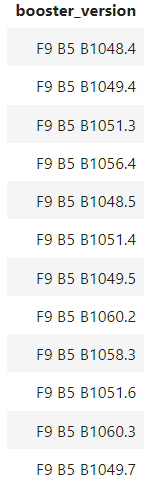 booster_version
F9 B5 B1048.4
F9 B5 B1049.4
F9 B5 B1051.3
F9 B5 B1056.4
F9 B5 B1048.5
F9 B5 B1051.4
F9 B5 B1049.5
F9 B5 B1060.2
F9 B5 B1058.3
F9 B5 B1051.6
F9 B5 B1060.3
F9 B5 B1049.7